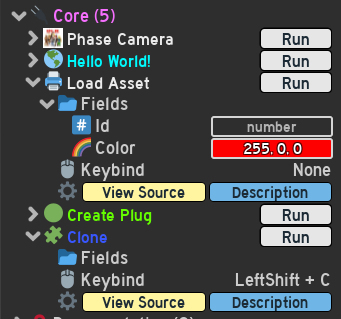 Core (5)
Phase Camera Run
Hello World! Run
Load Asset Run
Fields
# Id number
Color 255, 0, 0
Keybind None
View Source Description
Create Plug Run
Clone Run
Fields
Keybind LeftShift + C
View Source Description